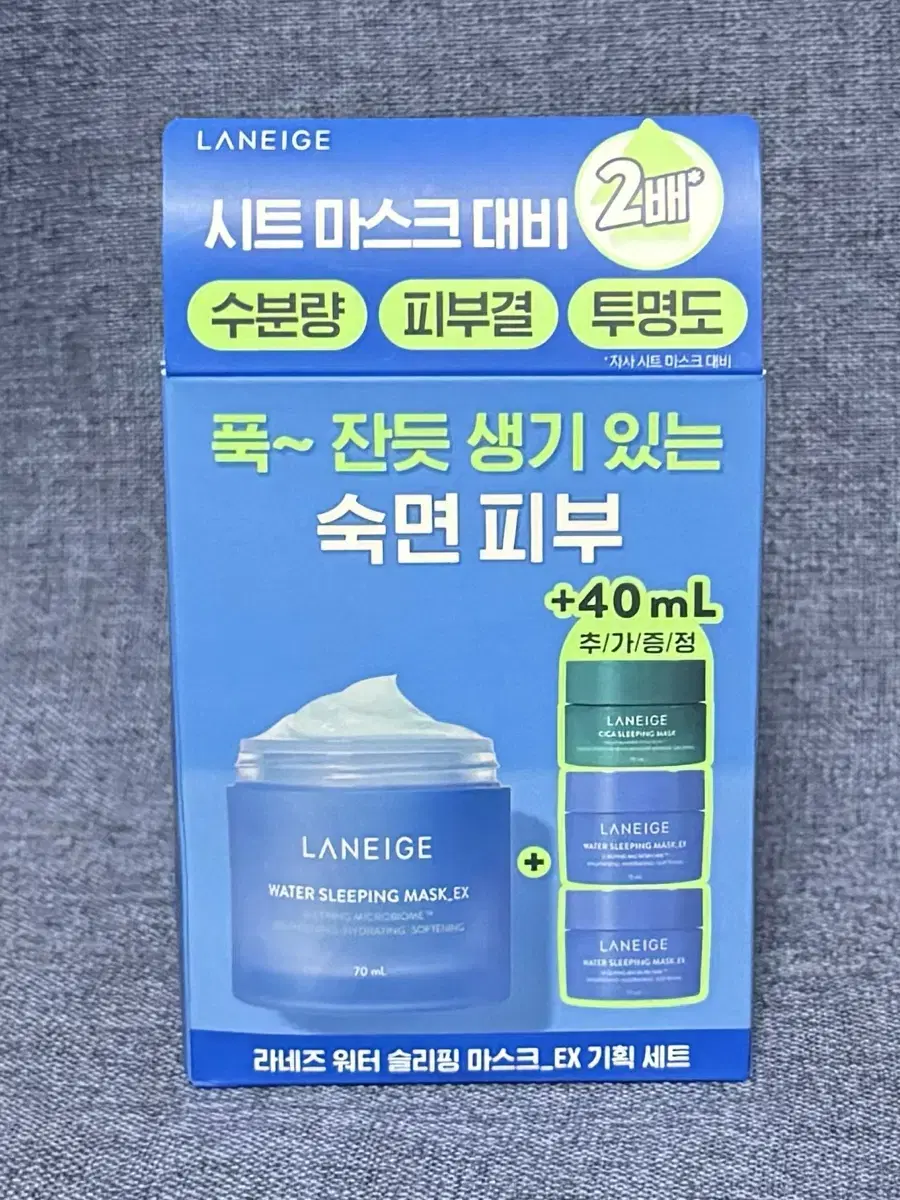 LANEIGE
시트 마스크 대비 2배*
수분량 피부결 투명도
*자사 시트 마스크 대비
푹~ 잔듯 생기 있는
숙면 피부
+40mL
추/가/증/정
LANEIGE
CICA SLEEPING MASK
LANEIGE
WATER SLEEPING MASK_EX
LANEIGE
WATER SLEEPING MASK_EX
+
LANEIGE
WATER SLEEPING MASK_EX
SLEEPING MICROBIOME™
HYDRATING SOFTENING
70 mL
라네즈 워터 슬리핑 마스크_EX 기획 세트